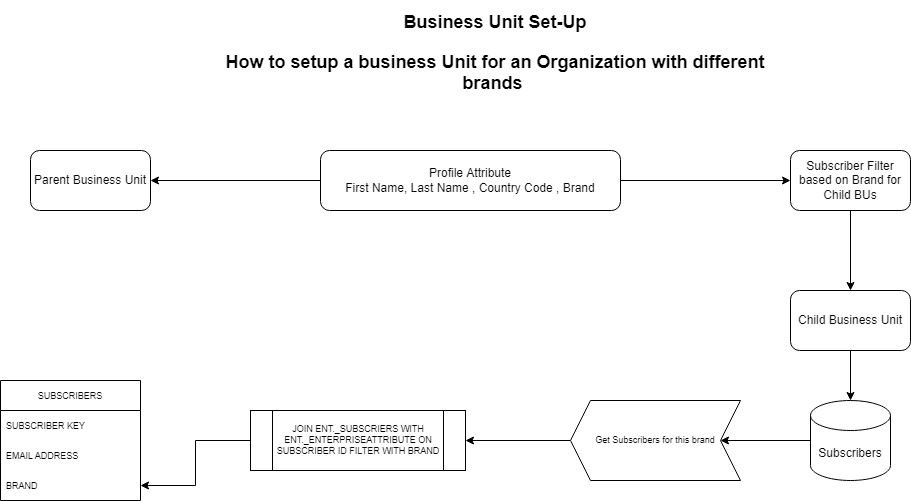 Business Unit Set-Up
How to setup a business Unit for an Organization with different
brands
Parent Business Unit
Profile Attribute
First Name, Last Name , Country Code , Brand
Subscriber Filter
based on Brand for
Child BUs
Child Business Unit
SUBSCRIBERS
SUBSCRIBER KEY
EMAIL ADDRESS
BRAND
JOIN ENT._SUBSCRIERS WITH
ENT._ENTERPRISEATTRIBUTE ON
SUBSCRIBER ID FILTER WITH BRAND
Get Subscribers for this brand
Subscribers